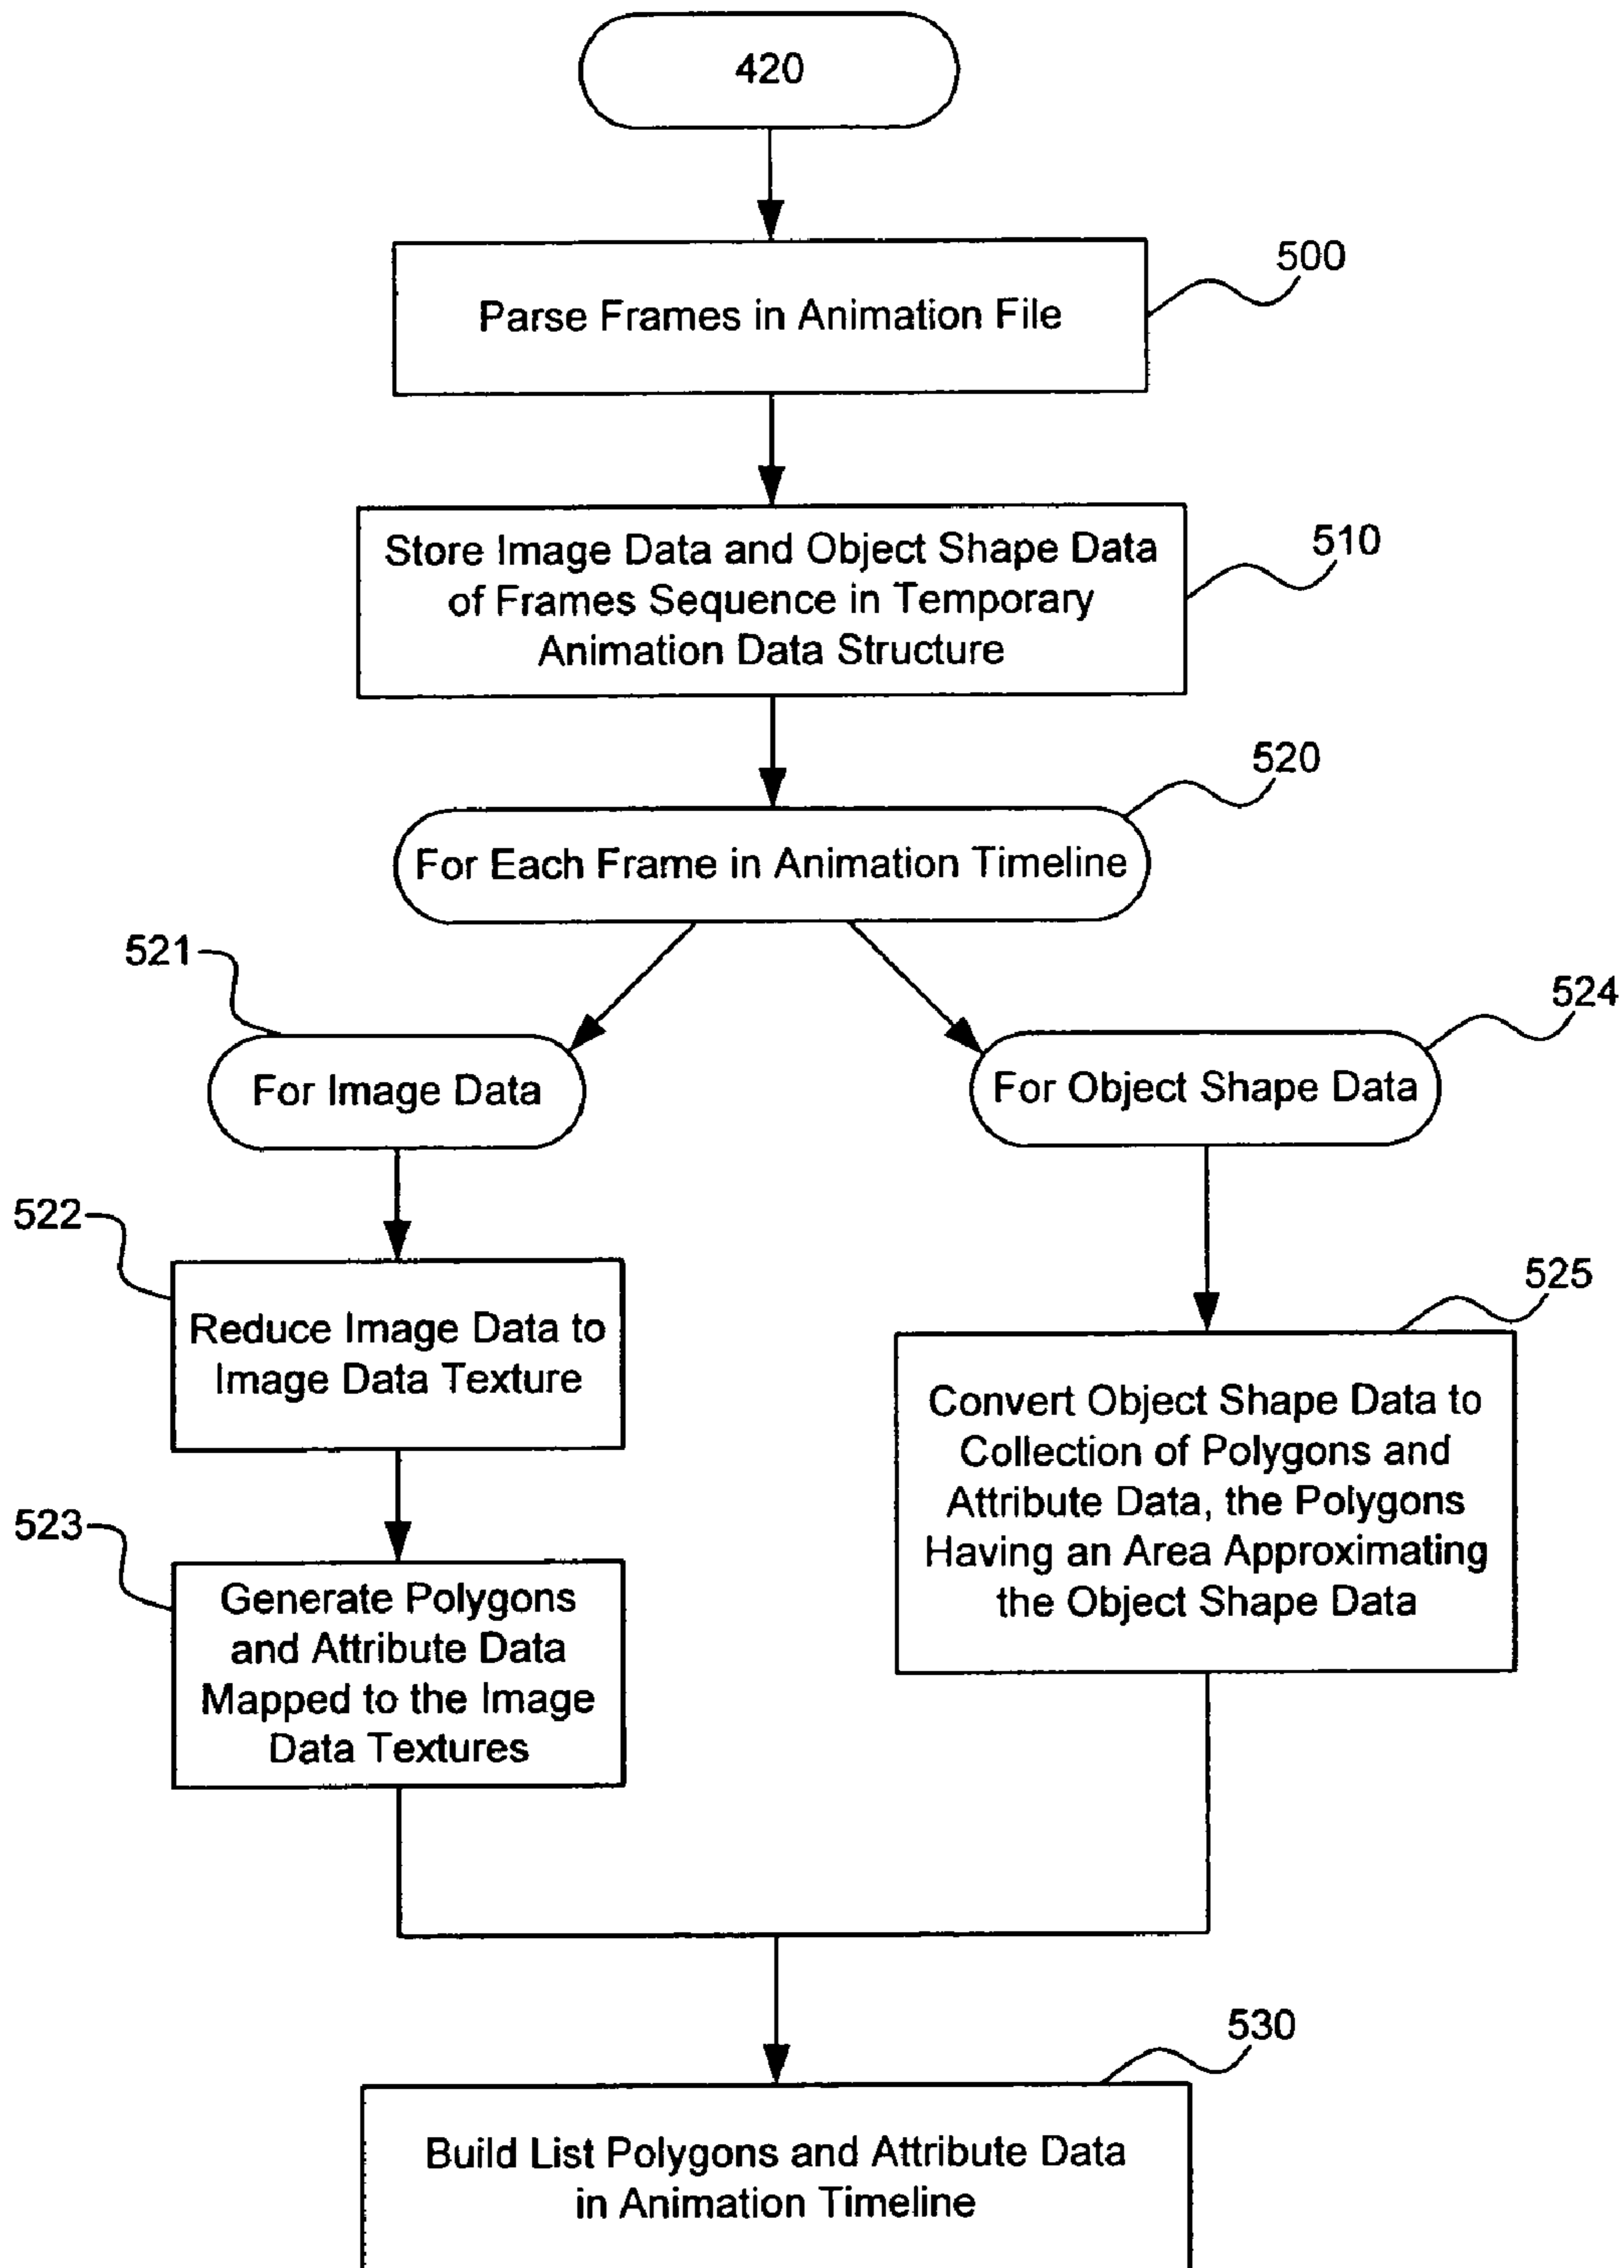 420
500
Parse Frames in Animation File
510
Store Image Data and Object Shape Data
of Frames Sequence in Temporary
Animation Data Structure
520
For Each Frame in Animation Timeline
521
For Image Data
524
For Object Shape Data
522
Reduce Image Data to
Image Data Texture
523
Generate Polygons
and Attribute Data
Mapped to the Image
Data Textures
525
Convert Object Shape Data to
Collection of Polygons and
Attribute Data, the Polygons
Having an Area Approximating
the Object Shape Data
530
Build List Polygons and Attribute Data
in Animation Timeline